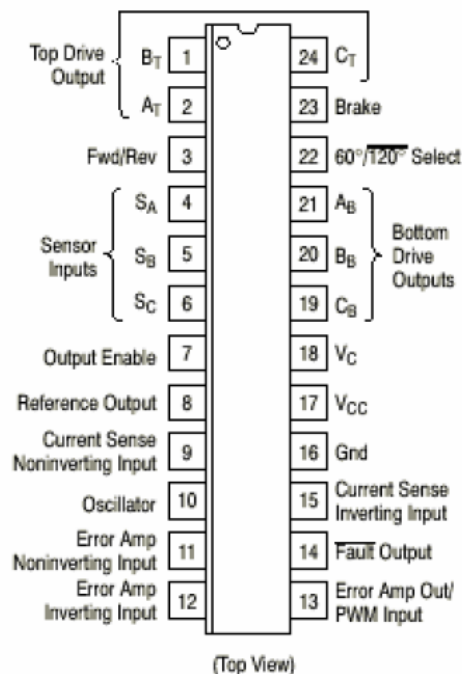 Top Drive
Output
B_T 1
A_T 2
Fwd/Rev 3
Sensor
Inputs
S_A 4
S_B 5
S_C 6
Output Enable 7
Reference Output 8
Current Sense
Noninverting Input 9
Oscillator 10
Error Amp
Noninverting Input 11
Error Amp
Inverting Input 12
24 C_T
23 Brake
22 60°/120° Select
21 A_B
20 B_B
19 C_B
Bottom
Drive
Outputs
18 V_C
17 V_CC
16 Gnd
15 Current Sense
Inverting Input
14 Fault Output
13 Error Amp Out/
PWM Input
(Top View)